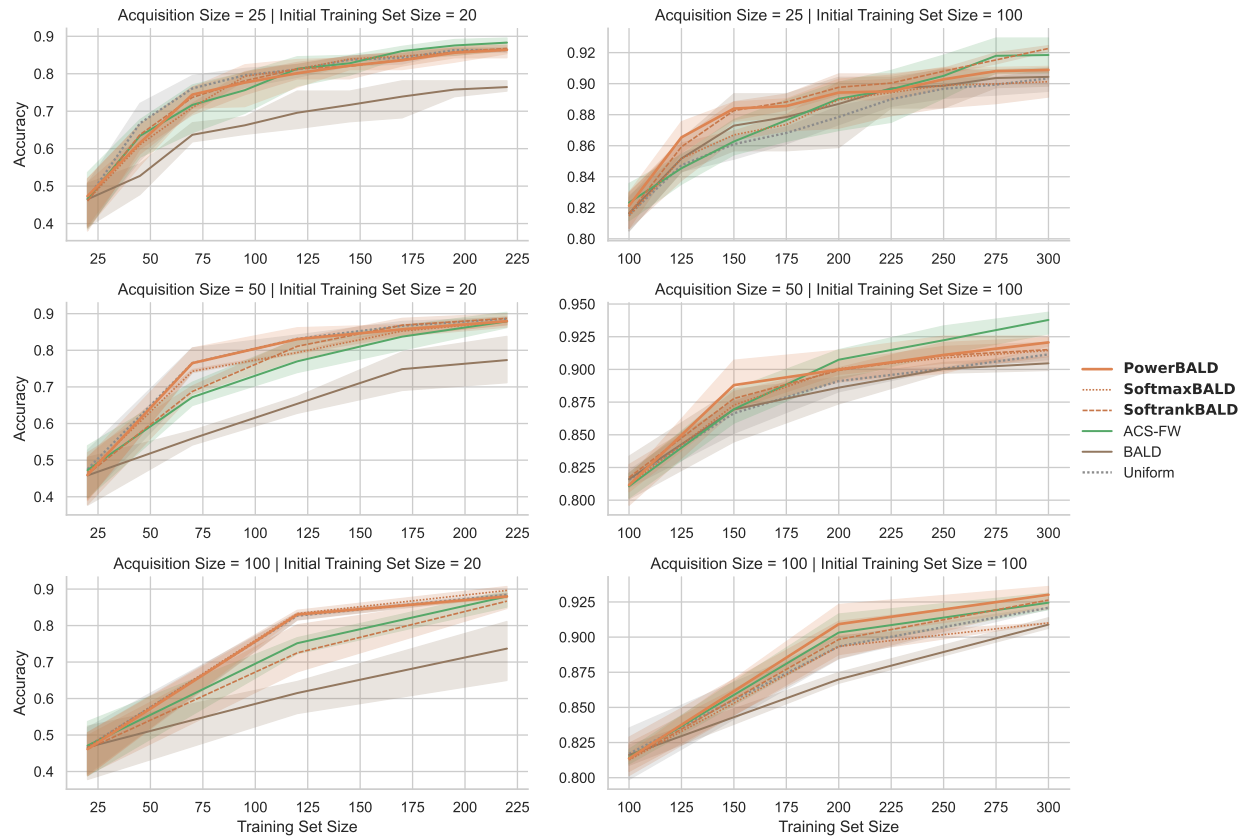 Acquisition Size = 25 | Initial Training Set Size = 20
Accuracy
0.9
0.8
0.7
0.6
0.5
0.4
25 50 75 100 125 150 175 200 225
Acquisition Size = 25 | Initial Training Set Size = 100
0.92
0.90
0.88
0.86
0.84
0.82
0.80
100 125 150 175 200 225 250 275 300
Acquisition Size = 50 | Initial Training Set Size = 20
Accuracy
0.9
0.8
0.7
0.6
0.5
0.4
25 50 75 100 125 150 175 200 225
Acquisition Size = 50 | Initial Training Set Size = 100
0.950
0.925
0.900
0.875
0.850
0.825
0.800
100 125 150 175 200 225 250 275 300
PowerBALD
SoftmaxBALD
SoftrankBALD
ACS-FW
BALD
Uniform
Acquisition Size = 100 | Initial Training Set Size = 20
Accuracy
0.9
0.8
0.7
0.6
0.5
0.4
25 50 75 100 125 150 175 200 225
Training Set Size
Acquisition Size = 100 | Initial Training Set Size = 100
0.925
0.900
0.875
0.850
0.825
0.800
100 125 150 175 200 225 250 275 300
Training Set Size